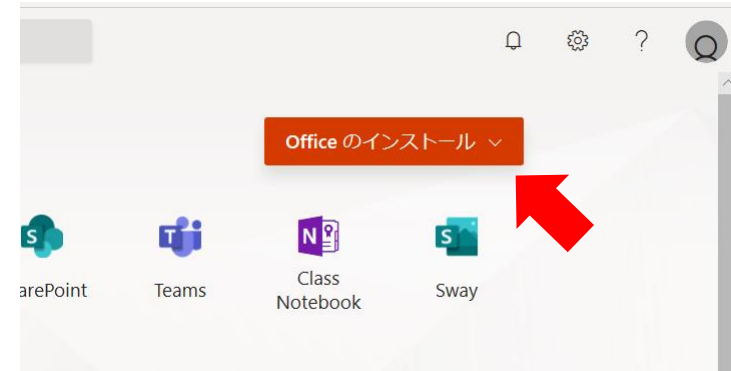 ?
Office のインストール
S
T
N
S
arePoint
Teams
Class
Notebook
Sway